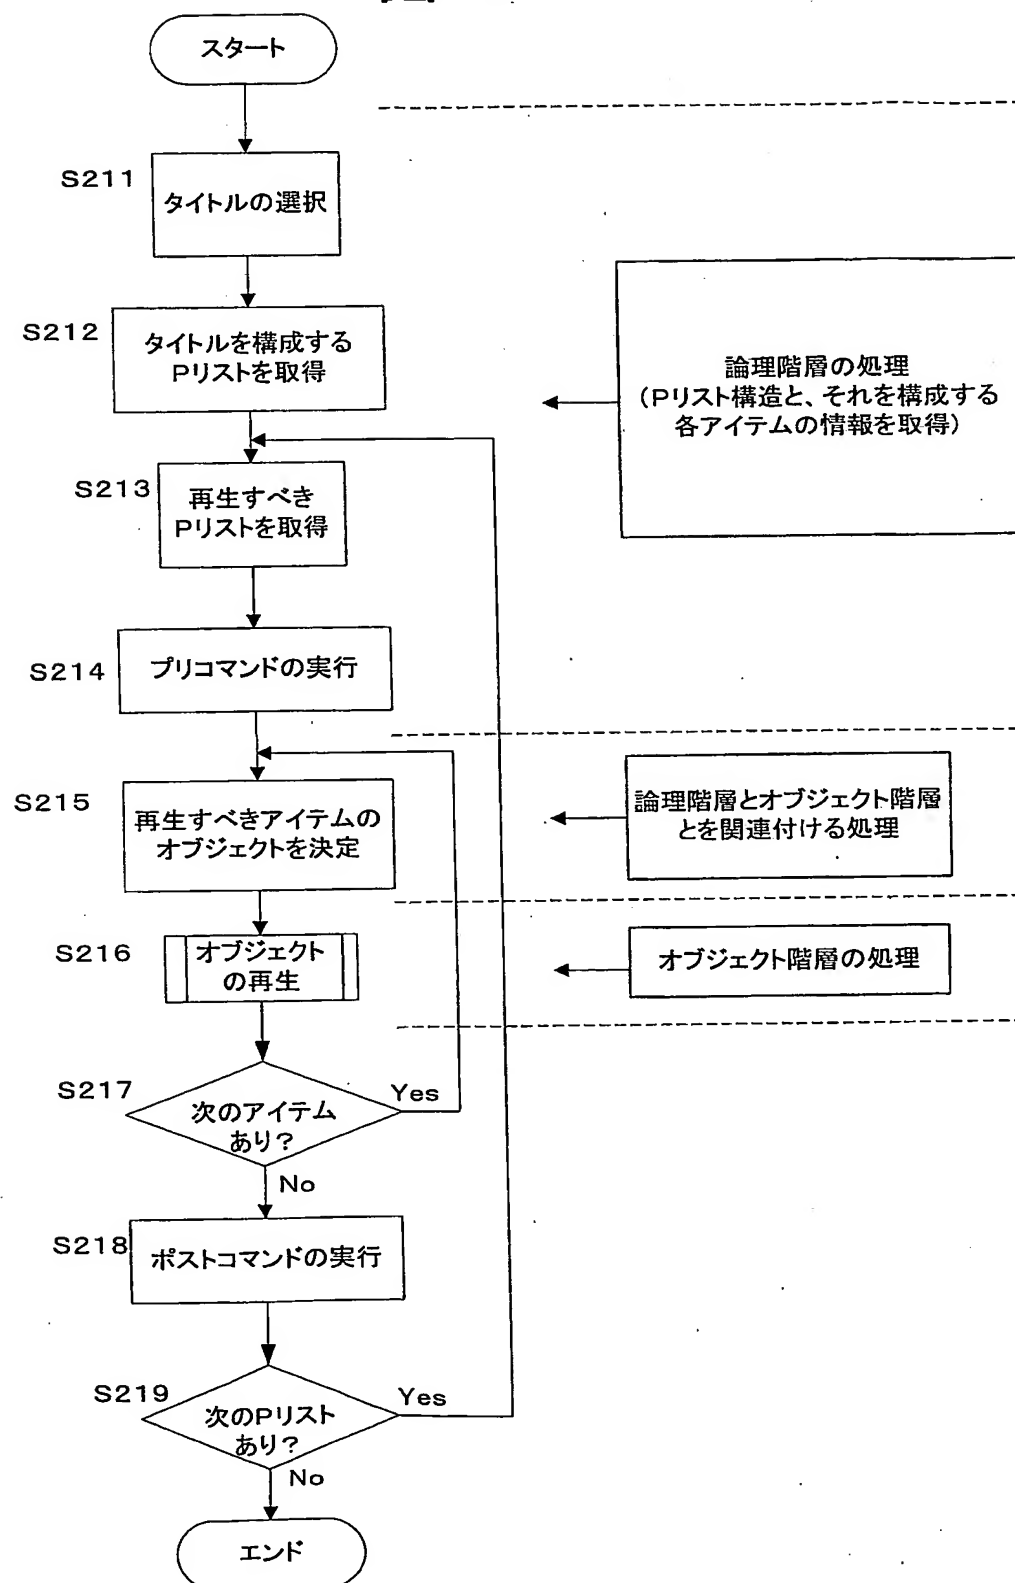 スタート
S211
タイトルの選択
S212
タイトルを構成する
Pリストを取得
論理階層の処理
(Pリスト構造と、それを構成する
各アイテムの情報を取得)
S213
再生すべき
Pリストを取得
S214
プリコマンドの実行
S215
再生すべきアイテムの
オブジェクトを決定
論理階層とオブジェクト階層
とを関連付ける処理
S216
オブジェクト
の再生
オブジェクト階層の処理
S217
次のアイテム
あり?
Yes
No
S218
ポストコマンドの実行
S219
次のPリスト
あり?
Yes
No
エンド